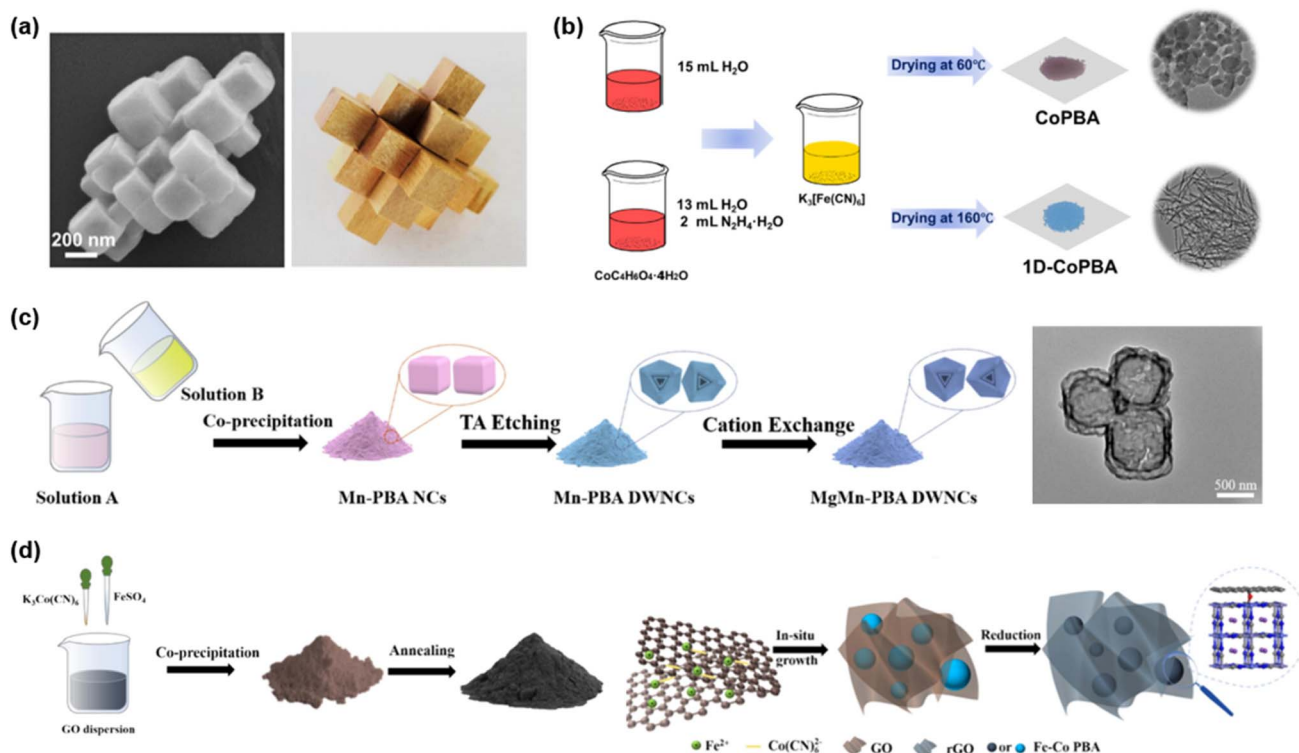 (a)
200 nm
(b)
15 mL H₂O
13 mL H₂O
2 mL N₂H₄·H₂O
CoC₄H₆O₄·4H₂O
K₃[Fe(CN)₆]
Drying at 60℃
CoPBA
Drying at 160℃
1D-CoPBA
(c)
Solution B
Solution A
Co-precipitation
Mn-PBA NCs
TA Etching
Mn-PBA DWNCs
Cation Exchange
MgMn-PBA DWNCs
500 nm
(d)
K₃Co(CN)₆
FeSO₄
GO dispersion
Co-precipitation
Annealing
In-situ
growth
Reduction
Fe²⁺ Co(CN)₆²⁻ GO rGO or Fe-Co PBA